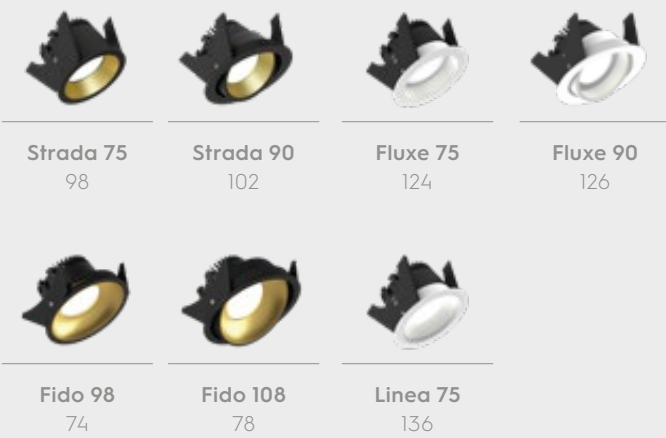 Strada 75
98
Strada 90
102
Fluxe 75
124
Fluxe 90
126
Fido 98
74
Fido 108
78
Linea 75
136